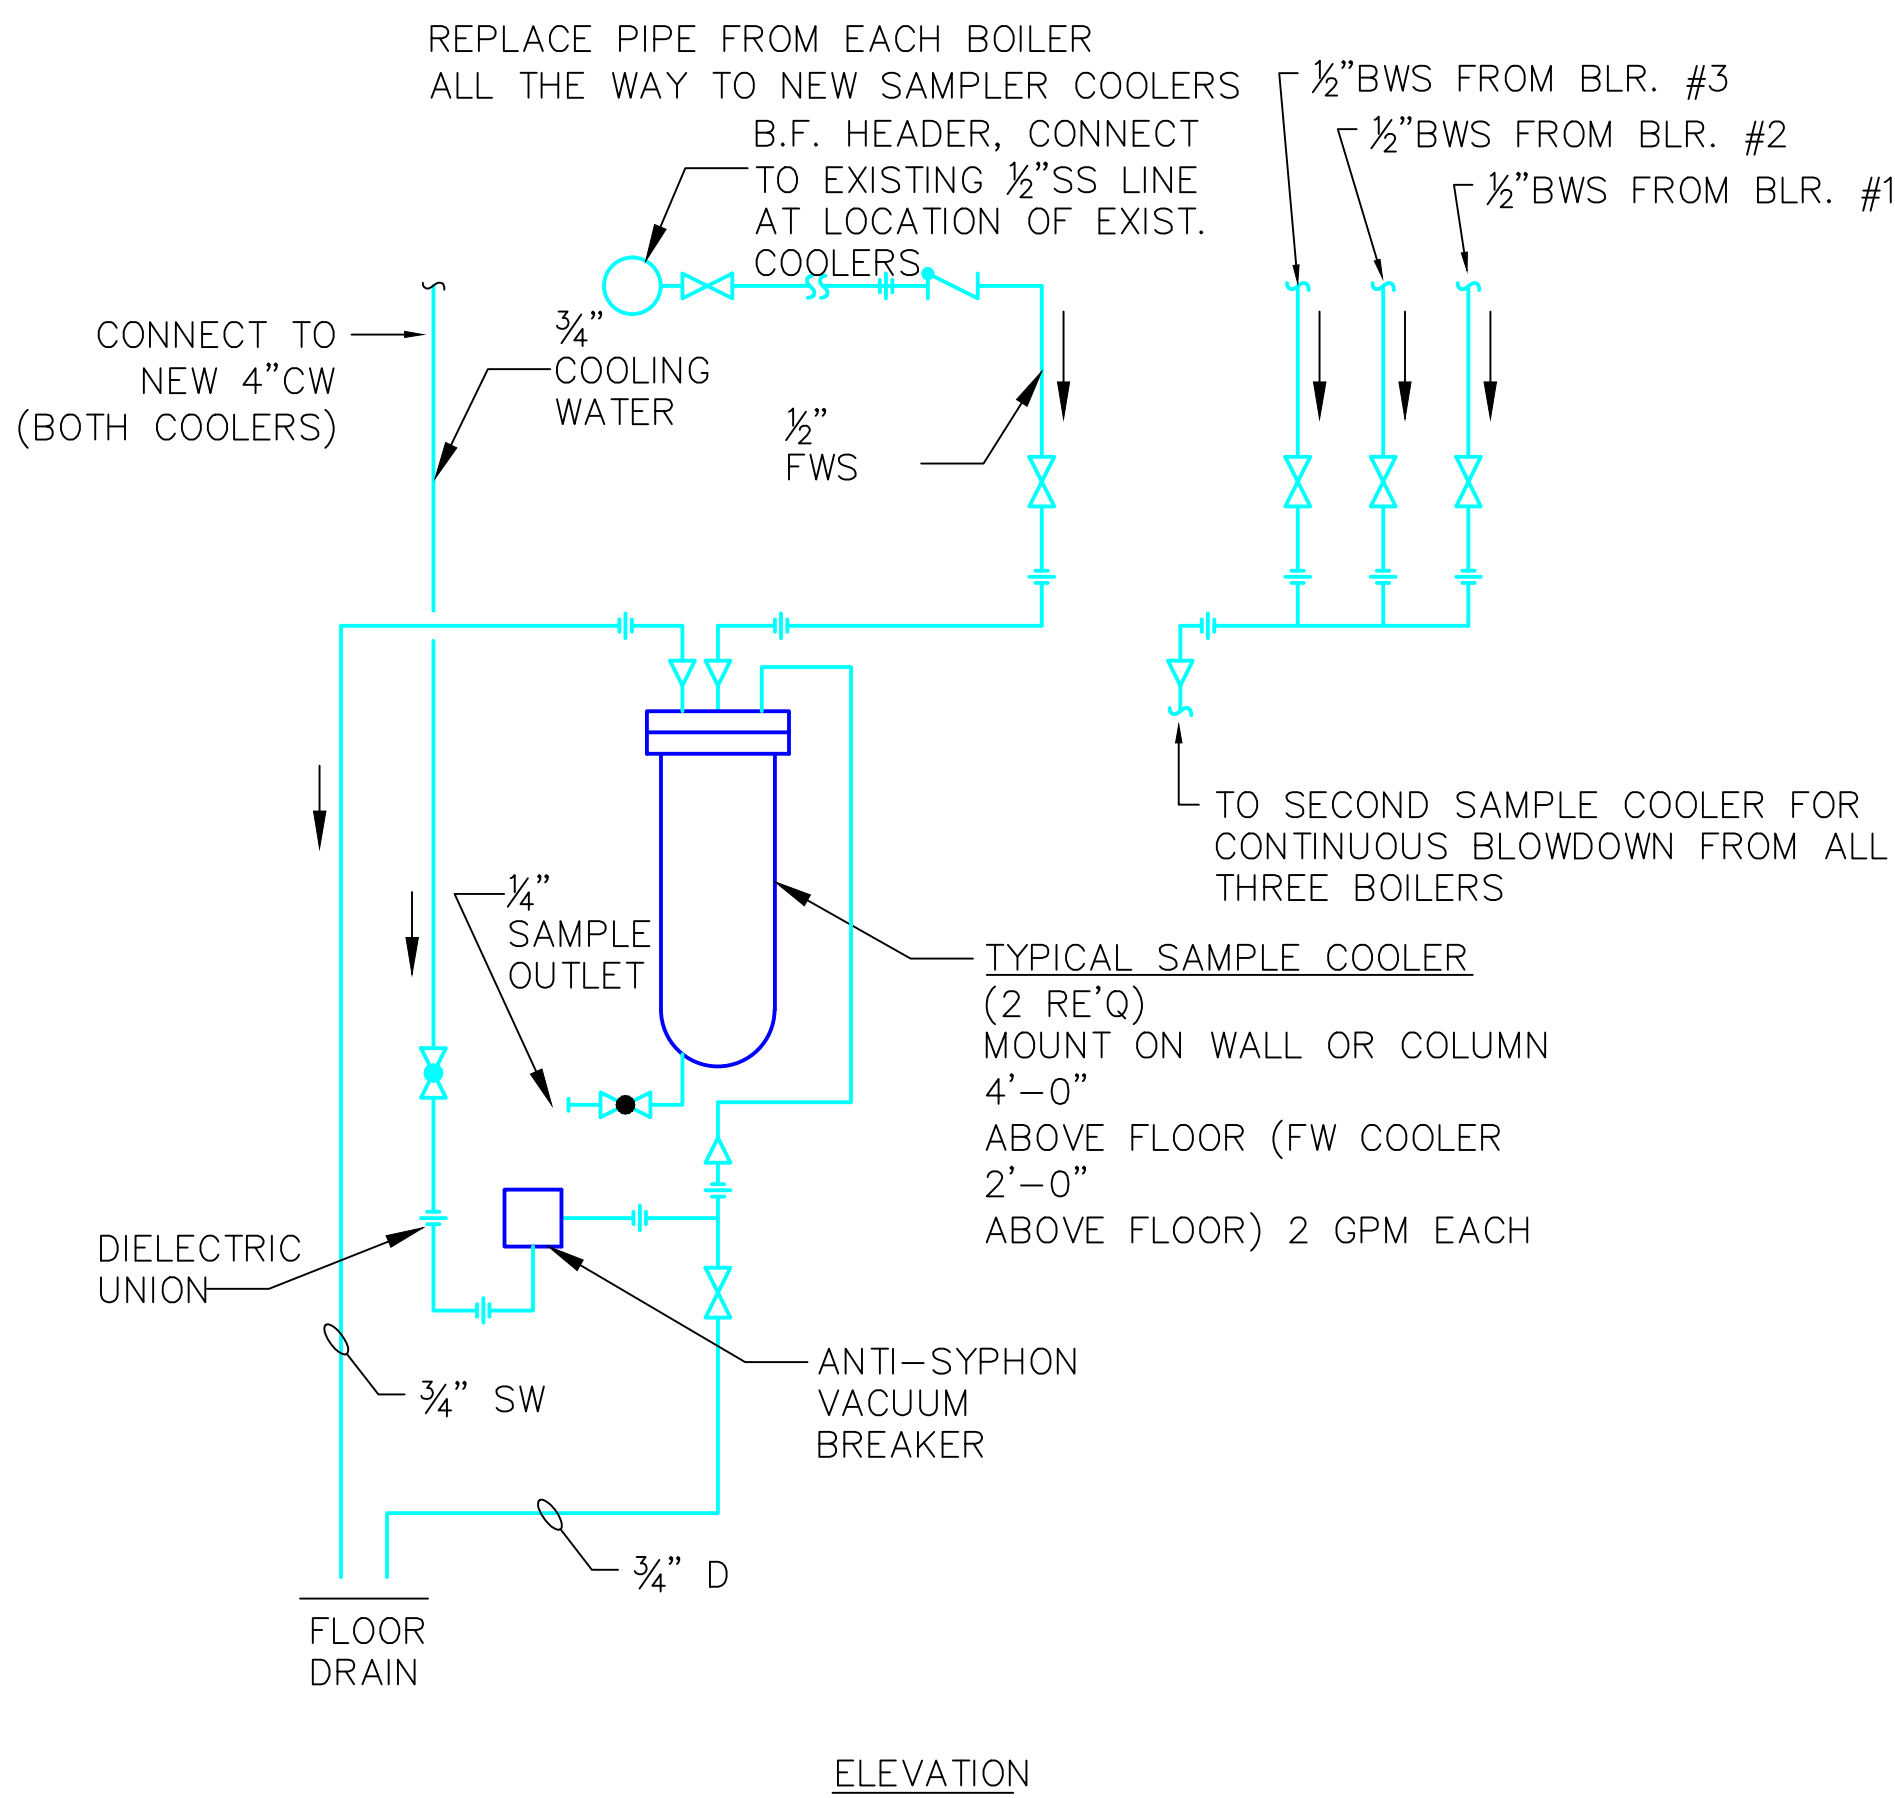 REPLACE PIPE FROM EACH BOILER
ALL THE WAY TO NEW SAMPLER COOLERS
B.F. HEADER, CONNECT
TO EXISTING ½"SS LINE
AT LOCATION OF EXIST.
COOLERS
½"BWS FROM BLR. #3
½"BWS FROM BLR. #2
½"BWS FROM BLR. #1
CONNECT TO
NEW 4"CW
(BOTH COOLERS)
¾"
COOLING
WATER
½"
FWS
TO SECOND SAMPLE COOLER FOR
CONTINUOUS BLOWDOWN FROM ALL
THREE BOILERS
¼"
SAMPLE
OUTLET
TYPICAL SAMPLE COOLER
(2 RE'Q)
MOUNT ON WALL OR COLUMN
4'-0"
ABOVE FLOOR (FW COOLER
2'-0"
ABOVE FLOOR) 2 GPM EACH
DIELECTRIC
UNION
ANTI-SYPHON
VACUUM
BREAKER
¾" SW
¾" D
FLOOR
DRAIN
ELEVATION